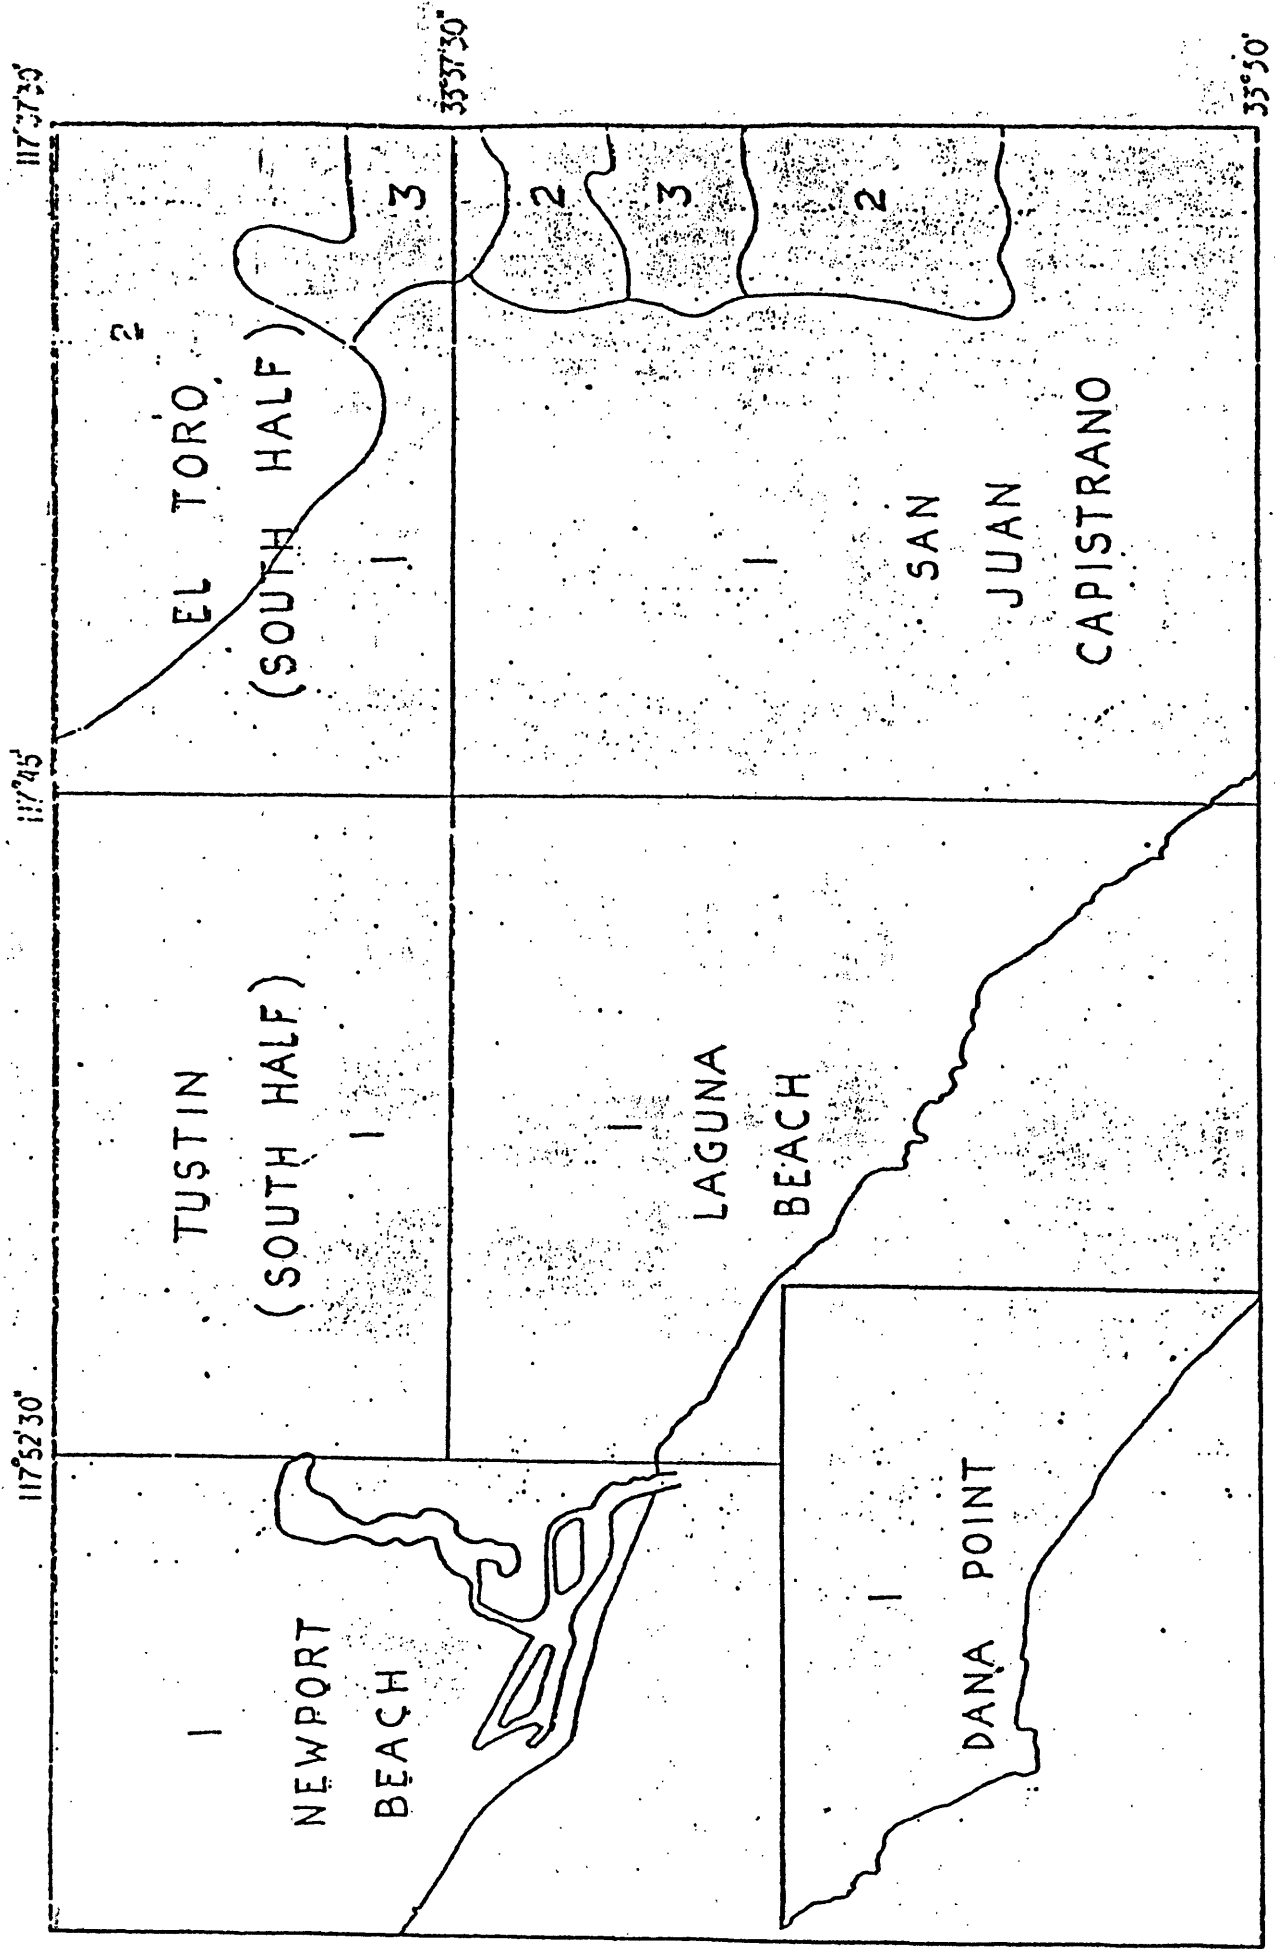 117°52'30"
117°45'
117°37'30"
NEWPORT
BEACH
1
TUSTIN
(SOUTH HALF)
1
EL TORO
(SOUTH HALF)
2
1
3
33°37'30"
LAGUNA
BEACH
1
SAN
JUAN
CAPISTRANO
1
2
3
2
DANA POINT
1
33°30'